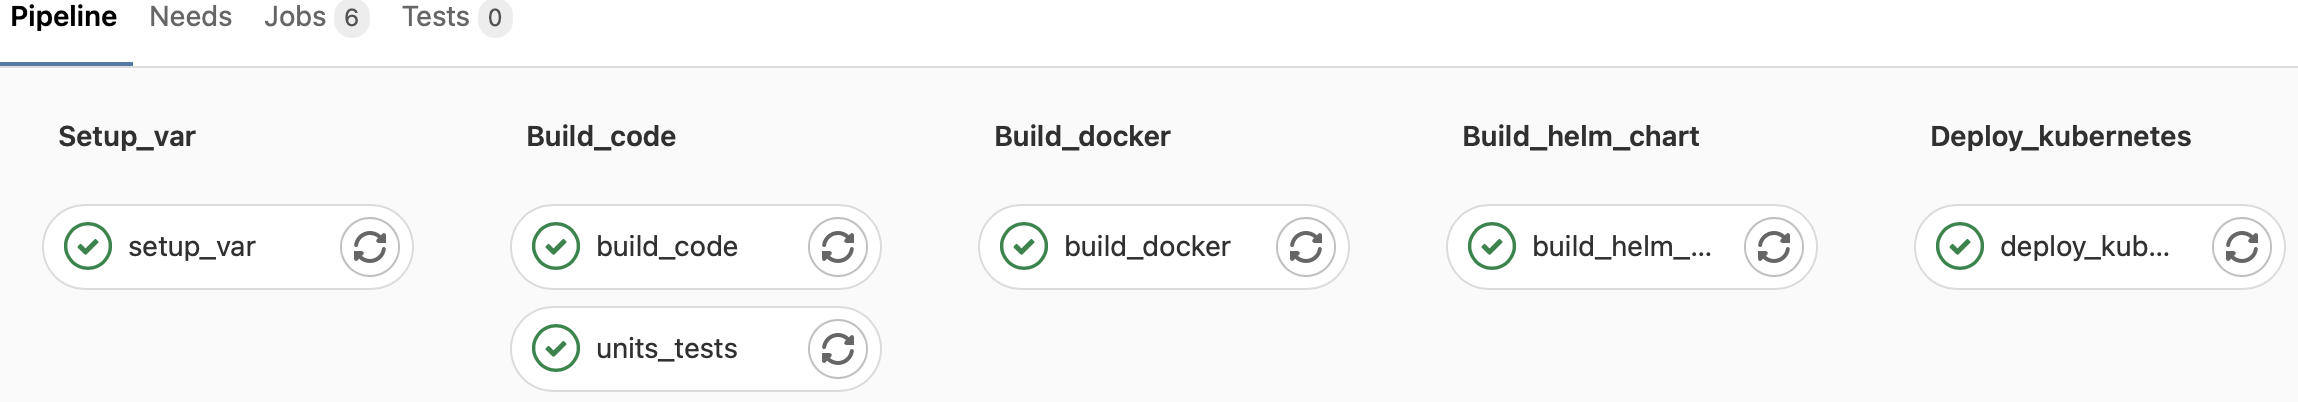 Pipeline Needs Jobs 6 Tests 0
Setup_var Build_code Build_docker Build_helm_chart Deploy_kubernetes
setup_var build_code build_docker build_helm_... deploy_kub...
units_tests